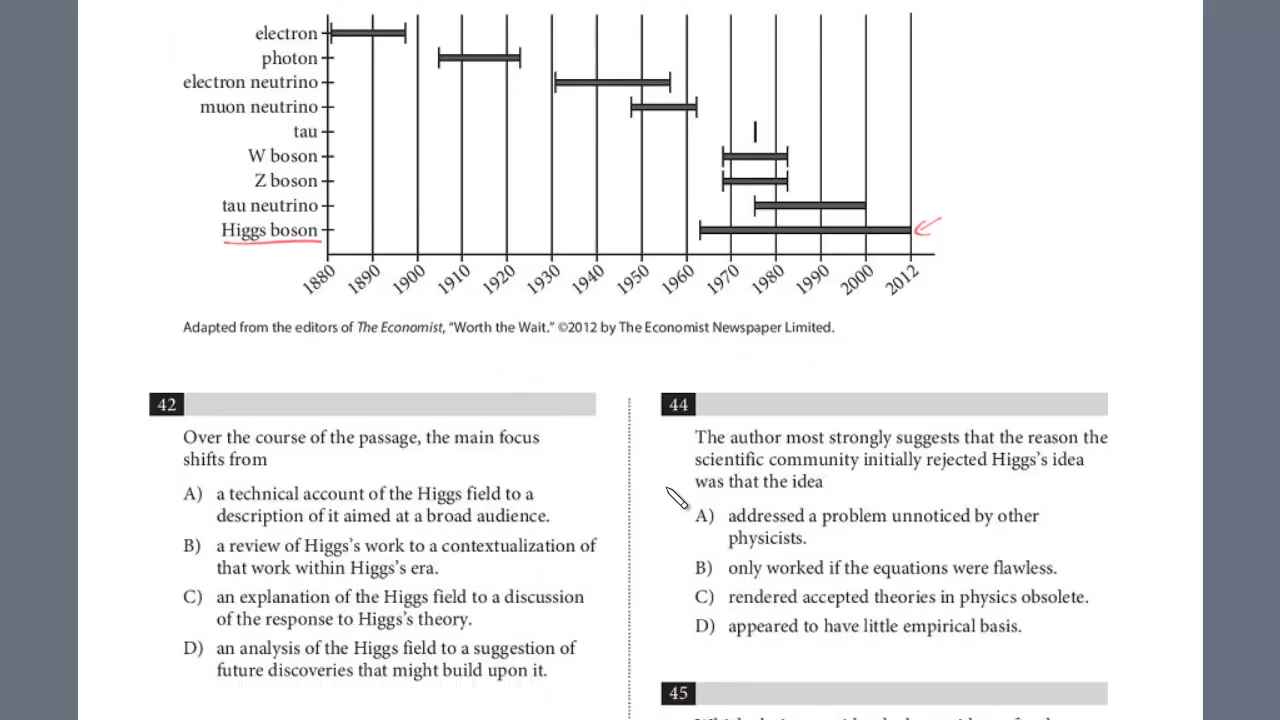 electron
photon
electron neutrino
muon neutrino
tau
W boson
Z boson
tau neutrino
Higgs boson
1880 1890 1900 1910 1920 1930 1940 1950 1960 1970 1980 1990 2000 2012
Adapted from the editors of The Economist, “Worth the Wait.” ©2012 by The Economist Newspaper Limited.
42
Over the course of the passage, the main focus
shifts from
A) a technical account of the Higgs field to a
description of it aimed at a broad audience.
B) a review of Higgs’s work to a contextualization of
that work within Higgs’s era.
C) an explanation of the Higgs field to a discussion
of the response to Higgs’s theory.
D) an analysis of the Higgs field to a suggestion of
future discoveries that might build upon it.
44
The author most strongly suggests that the reason the
scientific community initially rejected Higgs’s idea
was that the idea
A) addressed a problem unnoticed by other
physicists.
B) only worked if the equations were flawless.
C) rendered accepted theories in physics obsolete.
D) appeared to have little empirical basis.
45